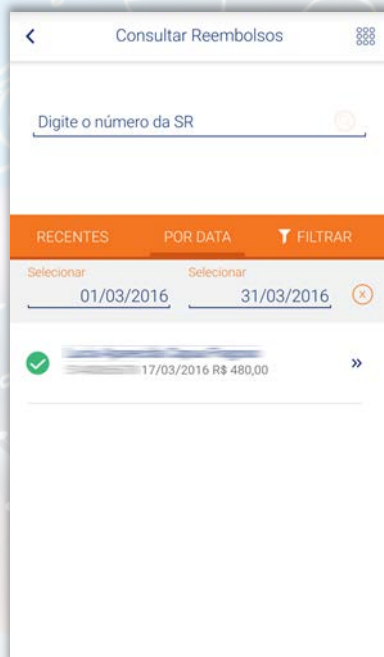 Consultar Reembolsos
Digite o número da SR
RECENTES POR DATA FILTRAR
Selecionar Selecionar
01/03/2016 31/03/2016
17/03/2016 R$ 480,00